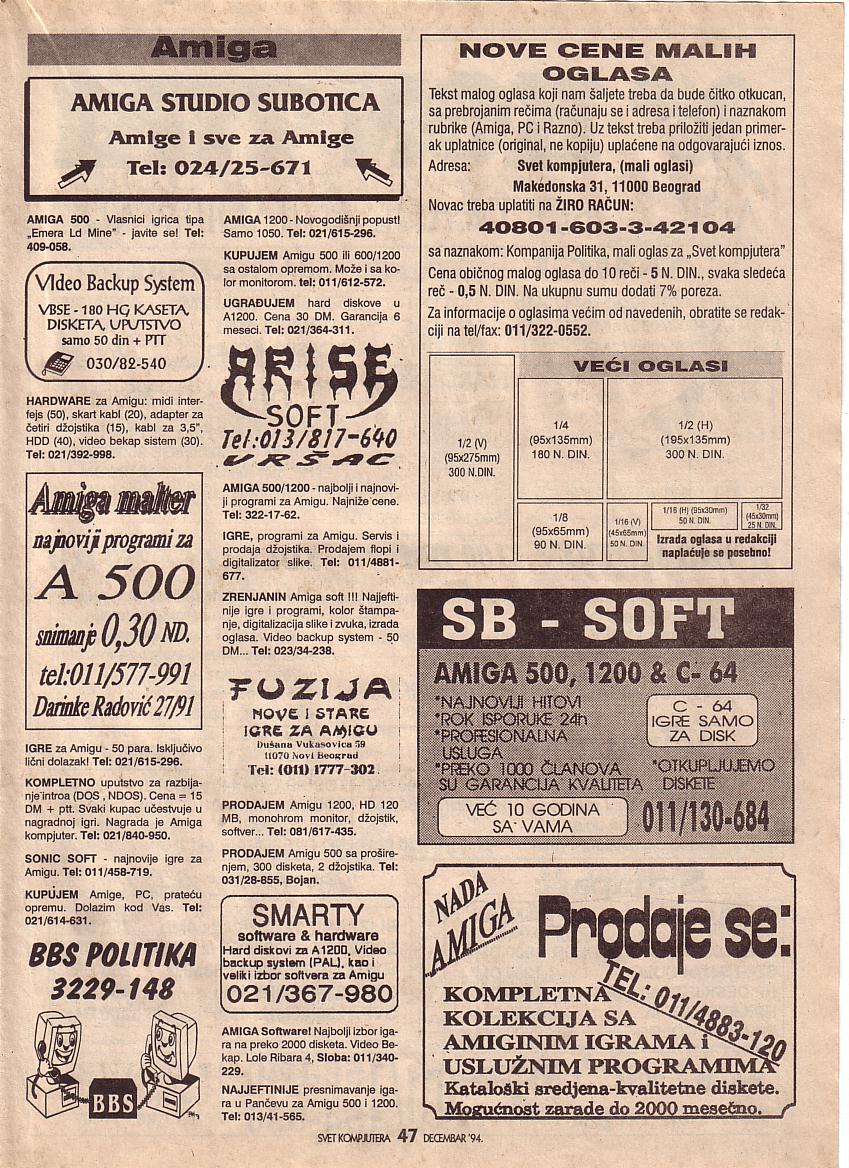 Amiga
AMIGA STUDIO SUBOTICA
Amige i sve za Amige
Tel: 024/25-671
AMIGA 500 - Vlasnici igrica tipa
„Emera Ld Mine" - javite se! Tel:
409-058.
VIdeo Backup System
VBSE - 180 HG KASETA,
DISKETA, UPUTSTVO
samo 50 din + PTT
030/82-540
HARDWARE za Amigu: midi inter-
fejs (50), skart kabl (20), adapter za
četiri džojstika (15), kabl za 3,5",
HDD (40), video bekap sistem (30).
Tel: 021/392-998.
Amiga malter
najnoviji programi za
A 500
snimanje 0,30 ND.
tel:011/577-991
Darinke Radović 27/91
IGRE za Amigu - 50 para. Isključivo
lični dolazak! Tel: 021/615-296.
KOMPLETNO uputstvo za razbija-
nje introa (DOS , NDOS). Cena = 15
DM + ptt. Svaki kupac učestvuje u
nagradnoj igri. Nagrada je Amiga
kompjuter. Tel: 021/840-950.
SONIC SOFT - najnovije igre za
Amigu. Tel: 011/458-719.
KUPUJEM Amige, PC, prateću
opremu. Dolazim kod Vas. Tel:
021/614-631.
BBS POLITIKA
3229-148
BBS
AMIGA 1200 - Novogodišnji popust!
Samo 1050. Tel: 021/615-296.
KUPUJEM Amigu 500 ili 600/1200
sa ostalom opremom. Može i sa ko-
lor monitorom. tel: 011/612-572.
UGRAĐUJEM hard diskove u
A1200. Cena 30 DM. Garancija 6
meseci. Tel: 021/364-311.
ARISE
SOFT
Tel:013/817-640
VRŠAC
AMIGA 500/1200 - najbolji i najnovi-
ji programi za Amigu. Najniže cene.
Tel: 322-17-62.
IGRE, programi za Amigu. Servis i
prodaja džojstika. Prodajem flopi i
digitalizator slike. Tel: 011/4881-
677.
ZRENJANIN Amiga soft !!! Najjefti-
nije igre i programi, kolor štampa-
nje, digitalizacija slike i zvuka, izrada
oglasa. Video backup system - 50
DM... Tel: 023/34-238.
FUZIJA
NOVE I STARE
IGRE ZA AMIGU
Dušana Vukasovica 59
11070 Novi Beograd
Tel: (011) 1777-302
PRODAJEM Amigu 1200, HD 120
MB, monohrom monitor, džojstik,
softver... Tel: 081/617-435.
PRODAJEM Amigu 500 sa prošire-
njem, 300 disketa, 2 džojstika. Tel:
031/28-855, Bojan.
SMARTY
software & hardware
Hard diskovi za A1200, Video
backup system (PAL), kao i
veliki izbor softvera za Amigu
021/367-980
AMIGA Software! Najbolji izbor iga-
ra na preko 2000 disketa. Video Be-
kap. Lole Ribara 4, Sloba: 011/340-
229.
NAJJEFTINIJE presnimavanje iga-
ra u Pančevu za Amigu 500 i 1200.
Tel: 013/41-565.
NOVE CENE MALIH
OGLASA
Tekst malog oglasa koji nam šaljete treba da bude čitko otkucan,
sa prebrojanim rečima (računaju se i adresa i telefon) i naznakom
rubrike (Amiga, PC i Razno). Uz tekst treba priložiti jedan primer-
ak uplatnice (original, ne kopiju) uplaćene na odgovarajući iznos.
Adresa: Svet kompjutera, (mali oglasi)
Makedonska 31, 11000 Beograd
Novac treba uplatiti na ŽIRO RAČUN:
40801-603-3-42104
sa naznakom: Kompanija Politika, mali oglas za „Svet kompjutera"
Cena običnog malog oglasa do 10 reči - 5 N. DIN., svaka sledeća
reč - 0,5 N. DIN. Na ukupnu sumu dodati 7% poreza.
Za informacije o oglasima većim od navedenih, obratite se redak-
ciji na tel/fax: 011/322-0552.
VEĆI OGLASI
1/2 (V)
(95x275mm)
300 N.DIN.
1/4
(95x135mm)
180 N. DIN.
1/2 (H)
(195x135mm)
300 N. DIN.
1/8
(95x65mm)
90 N. DIN.
1/16 (V)
(45x65mm)
50 N. DIN.
1/16 (H) (95x30mm)
50 N. DIN.
1/32
(45x30mm)
25 N. DIN.
Izrada oglasa u redakciji
naplaćuje se posebno!
SB - SOFT
AMIGA 500, 1200 & C- 64
*NAJNOVIJI HITOVI
*ROK ISPORUKE 24h
*PROFESIONALNA
USLUGA
*PREKO 1000 ČLANOVA
SU GARANCIJA KVALITETA
C - 64
IGRE SAMO
ZA DISK
*OTKUPLJUJEMO
DISKETE
VEĆ 10 GODINA
SA VAMA
011/130-684
NADA
AMIGA
Prodaje se:
TEL: 011/4883-120
KOMPLETNA
KOLEKCIJA SA
AMIGINIM IGRAMA i
USLUŽNIM PROGRAMIMA
Kataloški sredjena-kvalitetne diskete.
Mogućnost zarade do 2000 mesečno.
SVET KOMPJUTERA 47 DECEMBAR '94.